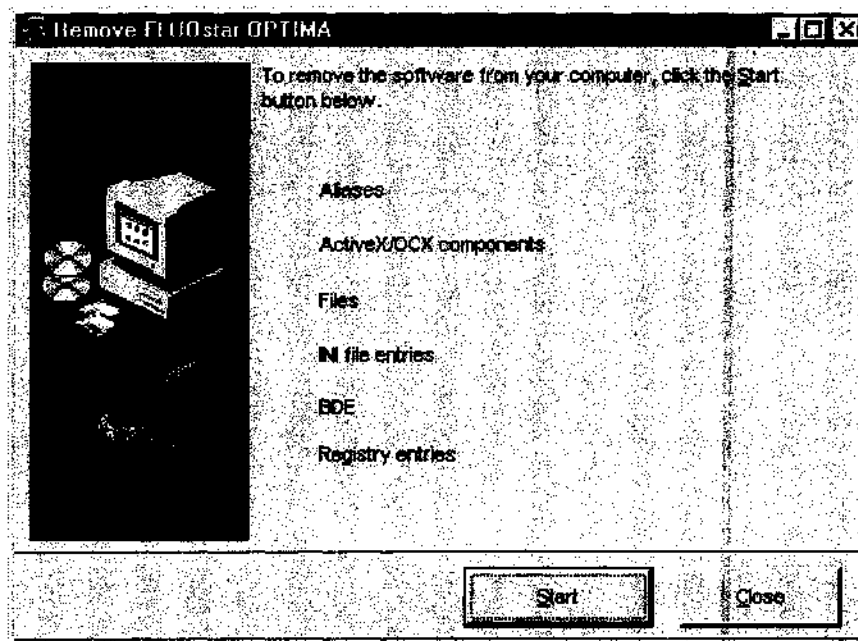 Remove FLUOstar OPTIMA
To remove the software from your computer, click the Start
button below.
Aliases
ActiveX/OCX components
Files
INI file entries
BDE
Registry entries
Start
Close